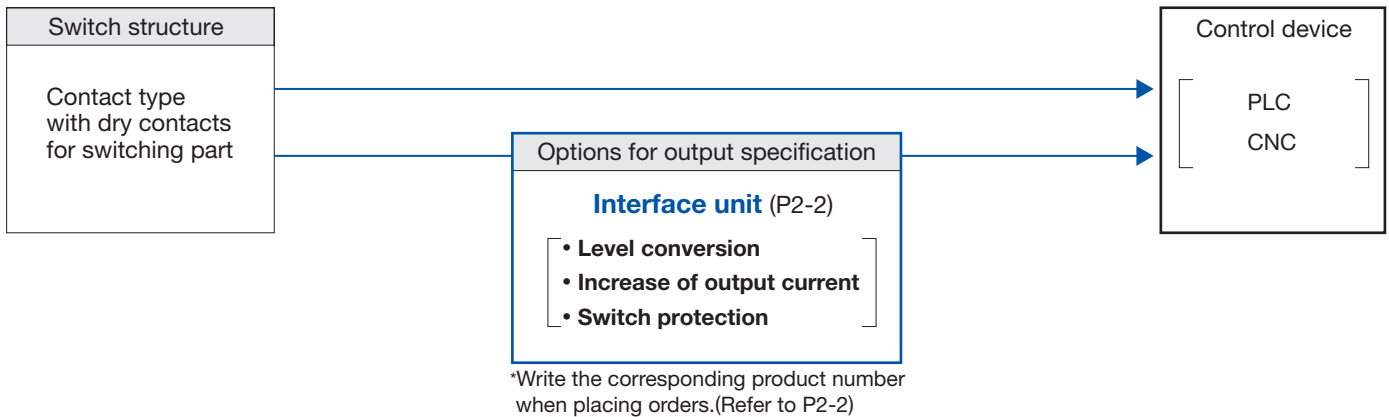 Switch structure
Contact type
with dry contacts
for switching part
Options for output specification
Interface unit (P2-2)
• Level conversion
• Increase of output current
• Switch protection
*Write the corresponding product number
when placing orders.(Refer to P2-2)
Control device
PLC
CNC